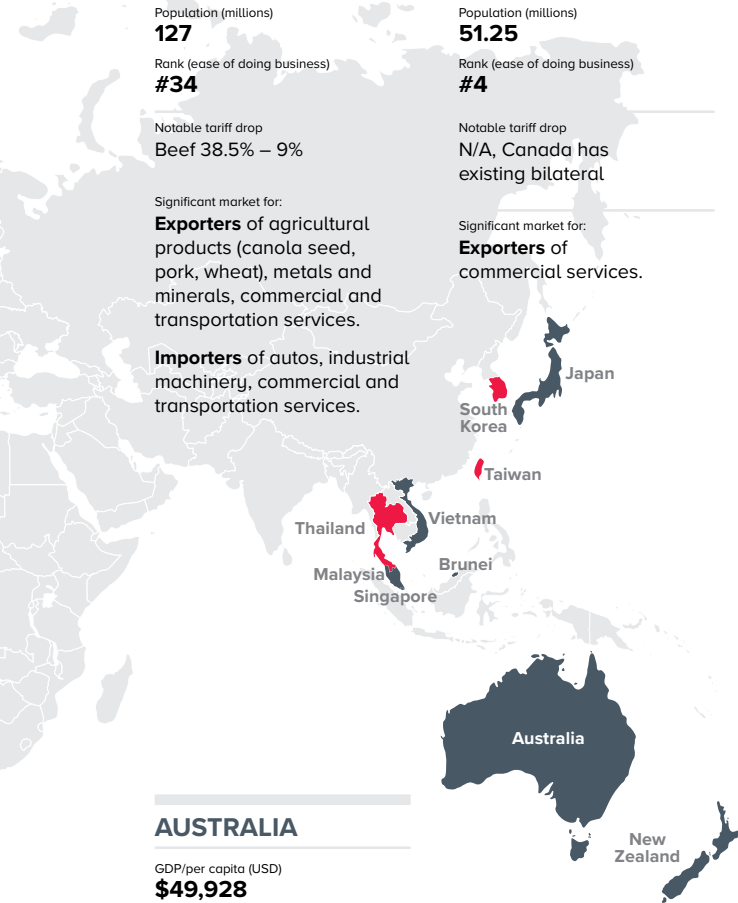 Population (millions)
127
Rank (ease of doing business)
#34
Notable tariff drop
Beef 38.5% – 9%
Significant market for:
Exporters of agricultural
products (canola seed,
pork, wheat), metals and
minerals, commercial and
transportation services.
Importers of autos, industrial
machinery, commercial and
transportation services.
Population (millions)
51.25
Rank (ease of doing business)
#4
Notable tariff drop
N/A, Canada has
existing bilateral
Significant market for:
Exporters of
commercial services.
Japan
South
Korea
Taiwan
Vietnam
Thailand
Brunei
Malaysia
Singapore
Australia
New
Zealand
AUSTRALIA
GDP/per capita (USD)
$49,928